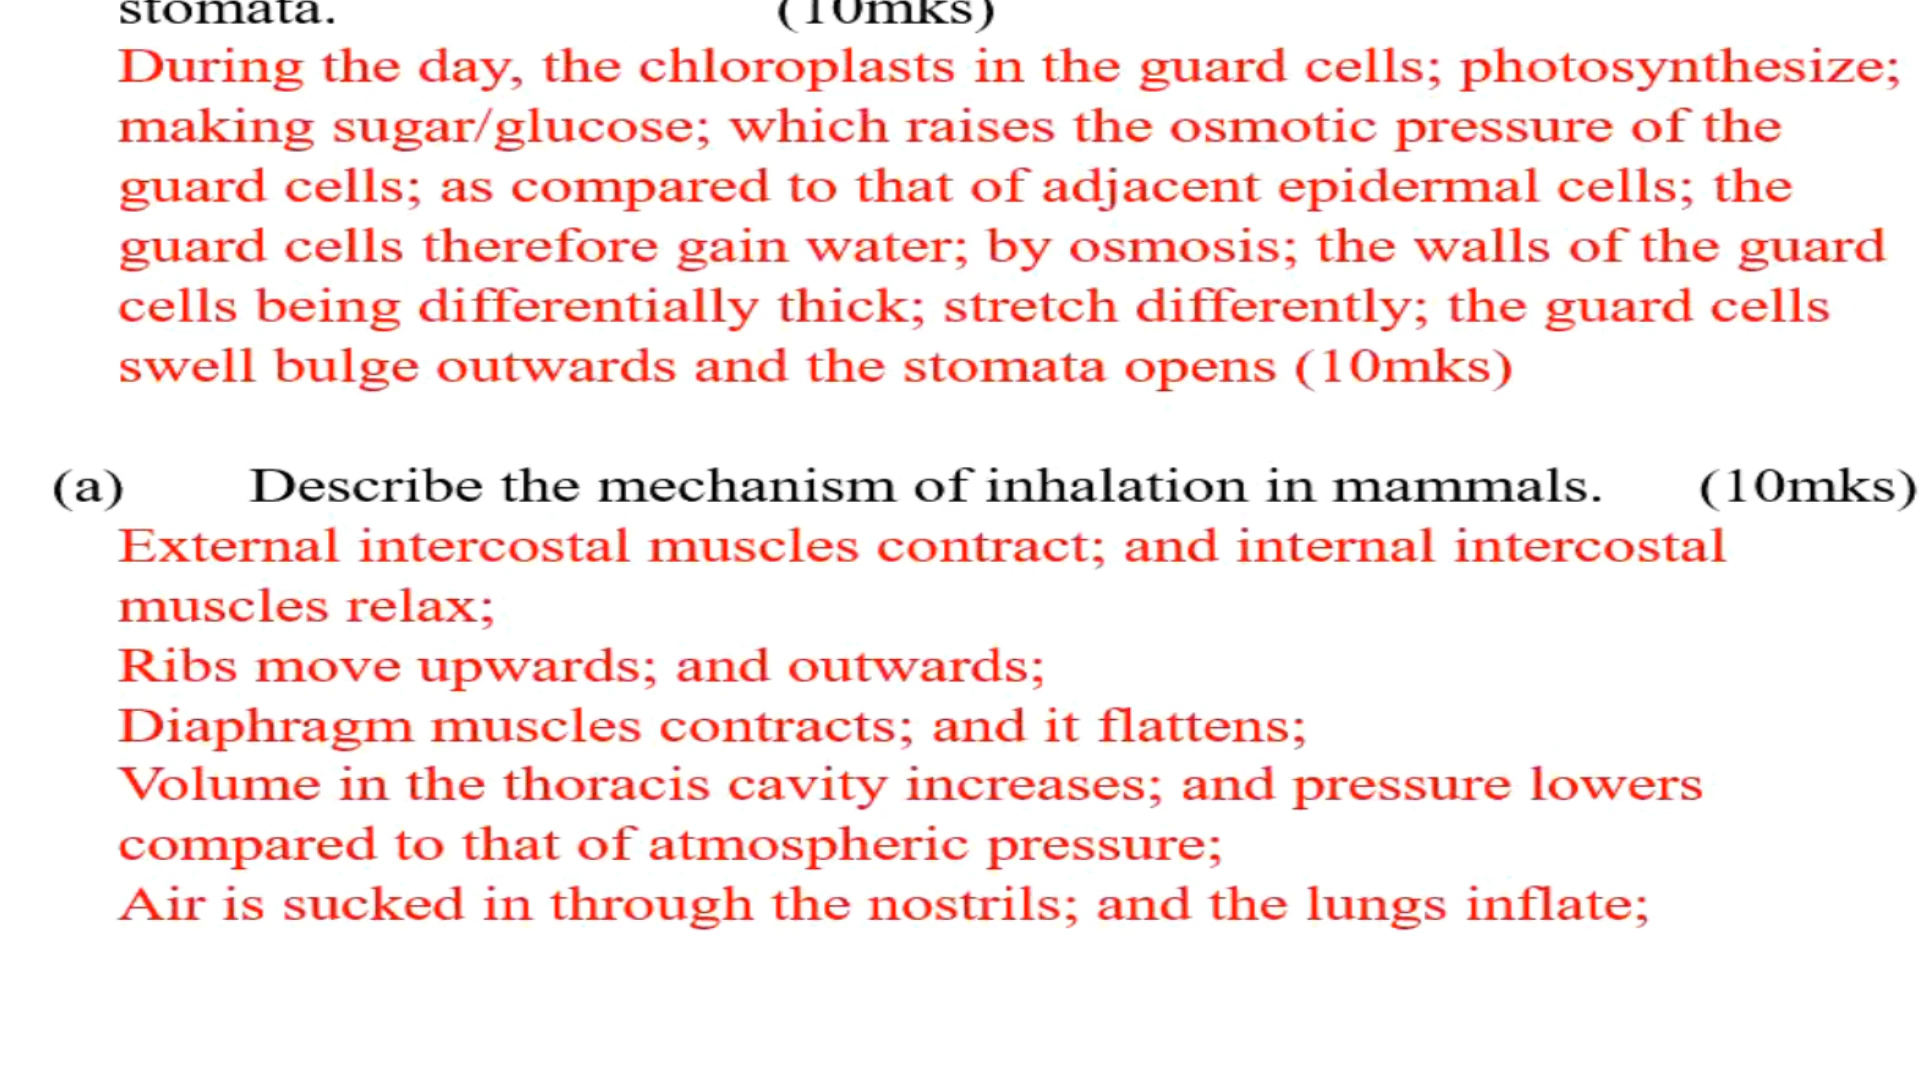 stomata. (10mks)
During the day, the chloroplasts in the guard cells; photosynthesize;
making sugar/glucose; which raises the osmotic pressure of the
guard cells; as compared to that of adjacent epidermal cells; the
guard cells therefore gain water; by osmosis; the walls of the guard
cells being differentially thick; stretch differently; the guard cells
swell bulge outwards and the stomata opens (10mks)
(a) Describe the mechanism of inhalation in mammals. (10mks)
External intercostal muscles contract; and internal intercostal
muscles relax;
Ribs move upwards; and outwards;
Diaphragm muscles contracts; and it flattens;
Volume in the thoracis cavity increases; and pressure lowers
compared to that of atmospheric pressure;
Air is sucked in through the nostrils; and the lungs inflate;